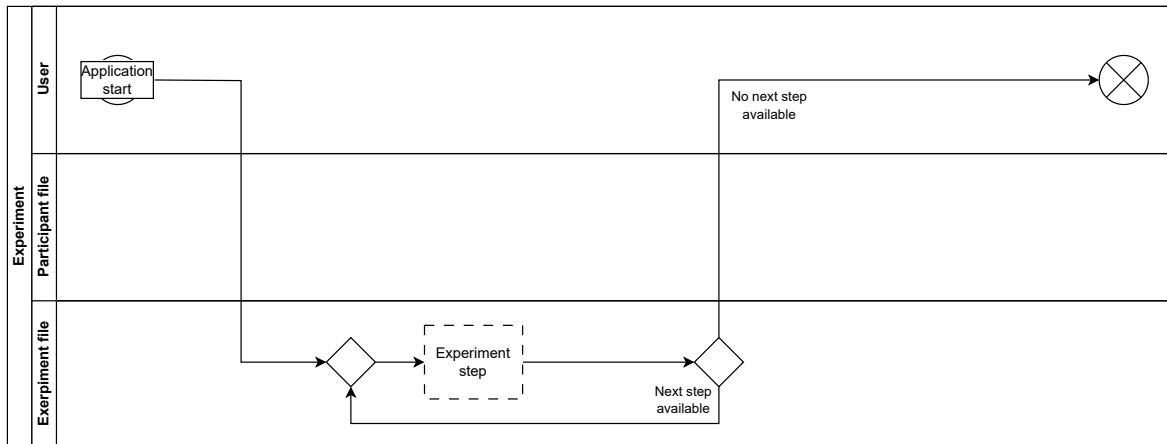 Experiment
User
Participant file
Exerpiment file
Application
start
No next step
available
Experiment
step
Next step
available